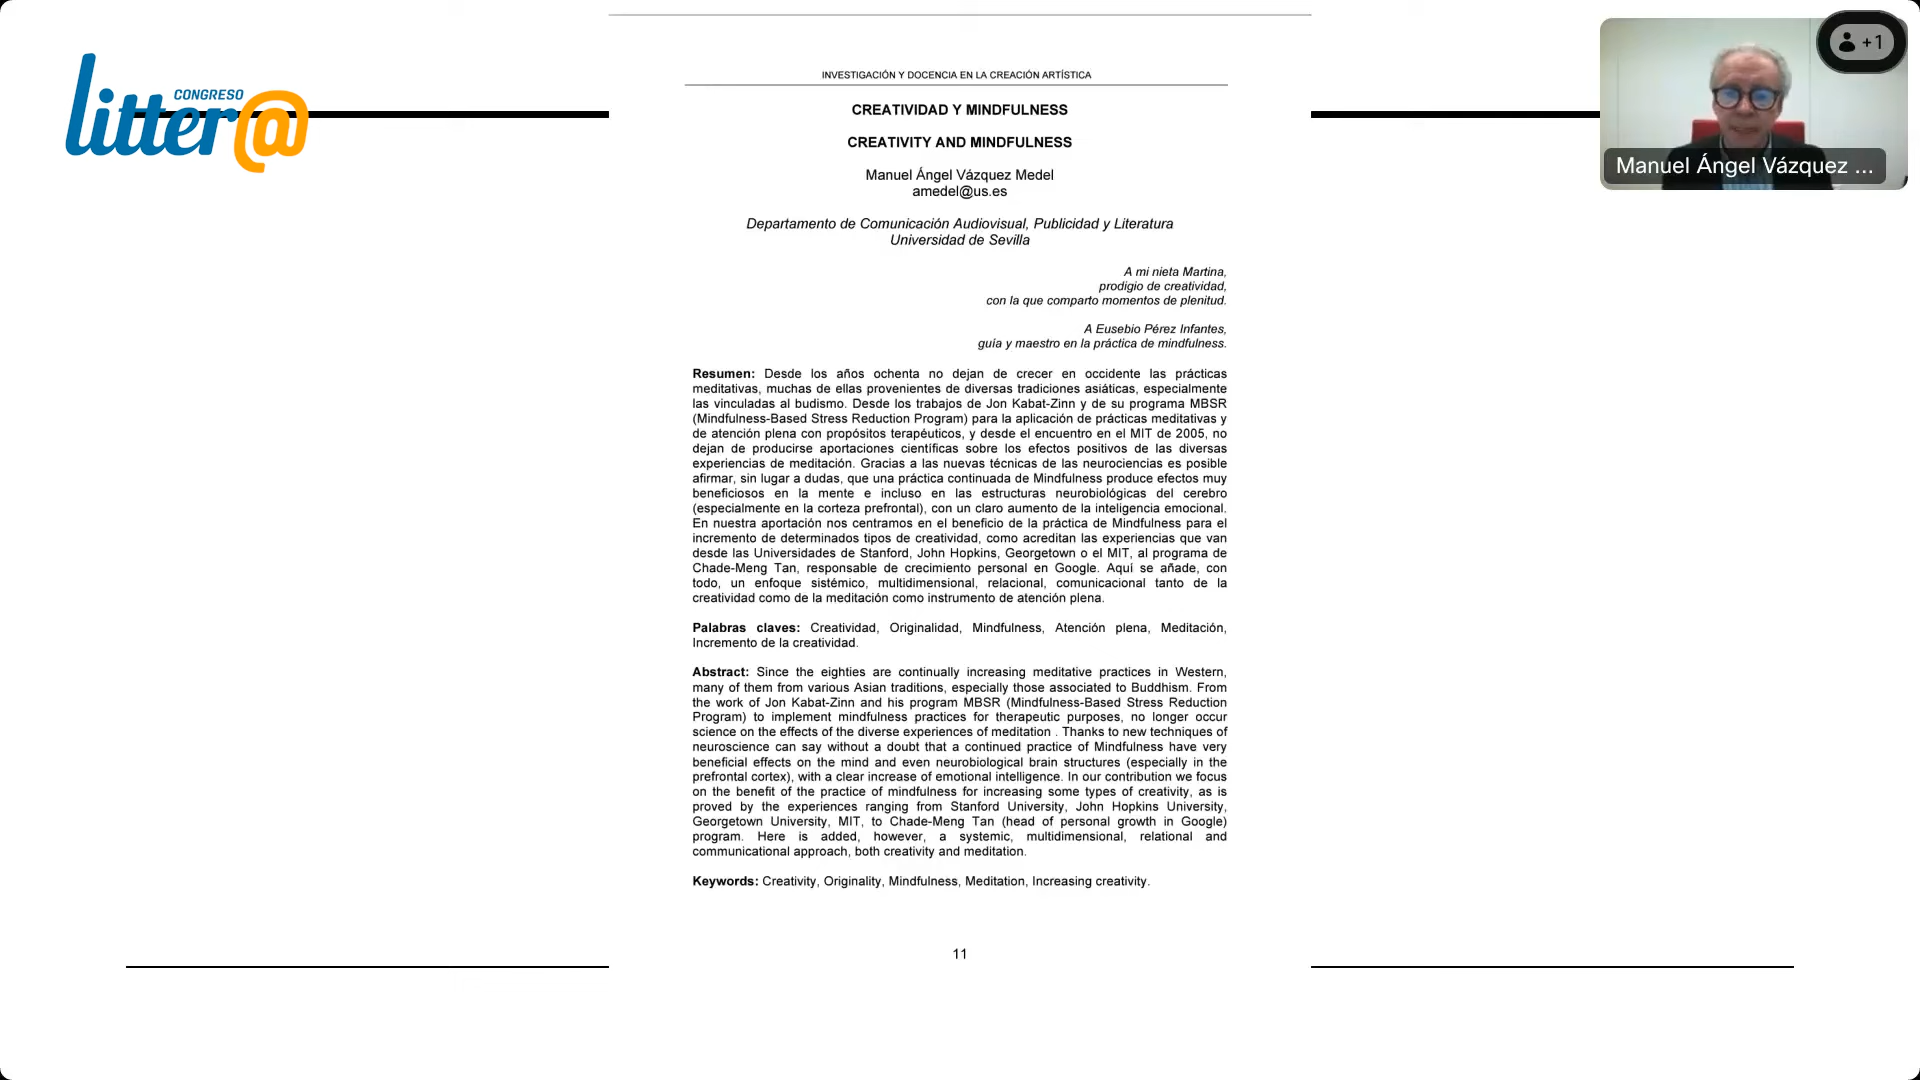 CONGRESO
litter@
+1
Manuel Ángel Vázquez ...
INVESTIGACIÓN Y DOCENCIA EN LA CREACIÓN ARTÍSTICA
CREATIVIDAD Y MINDFULNESS
CREATIVITY AND MINDFULNESS
Manuel Ángel Vázquez Medel
amedel@us.es
Departamento de Comunicación Audiovisual, Publicidad y Literatura
Universidad de Sevilla
A mi nieta Martina,
prodigio de creatividad,
con la que comparto momentos de plenitud.
A Eusebio Pérez Infantes,
guía y maestro en la práctica de mindfulness.
Resumen: Desde los años ochenta no dejan de crecer en occidente las prácticas
meditativas, muchas de ellas provenientes de diversas tradiciones asiáticas, especialmente
las vinculadas al budismo. Desde los trabajos de Jon Kabat-Zinn y de su programa MBSR
(Mindfulness-Based Stress Reduction Program) para la aplicación de prácticas meditativas y
de atención plena con propósitos terapéuticos, y desde el encuentro en el MIT de 2005, no
dejan de producirse aportaciones científicas sobre los efectos positivos de las diversas
experiencias de meditación. Gracias a las nuevas técnicas de las neurociencias es posible
afirmar, sin lugar a dudas, que una práctica continuada de Mindfulness produce efectos muy
beneficiosos en la mente e incluso en las estructuras neurobiológicas del cerebro
(especialmente en la corteza prefrontal), con un claro aumento de la inteligencia emocional.
En nuestra aportación nos centramos en el beneficio de la práctica de Mindfulness para el
incremento de determinados tipos de creatividad, como acreditan las experiencias que van
desde las Universidades de Stanford, John Hopkins, Georgetown o el MIT, al programa de
Chade-Meng Tan, responsable de crecimiento personal en Google. Aquí se añade, con
todo, un enfoque sistémico, multidimensional, relacional, comunicacional tanto de la
creatividad como de la meditación como instrumento de atención plena.
Palabras claves: Creatividad, Originalidad, Mindfulness, Atención plena, Meditación,
Incremento de la creatividad.
Abstract: Since the eighties are continually increasing meditative practices in Western,
many of them from various Asian traditions, especially those associated to Buddhism. From
the work of Jon Kabat-Zinn and his program MBSR (Mindfulness-Based Stress Reduction
Program) to implement mindfulness practices for therapeutic purposes, no longer occur
science on the effects of the diverse experiences of meditation . Thanks to new techniques of
neuroscience can say without a doubt that a continued practice of Mindfulness have very
beneficial effects on the mind and even neurobiological brain structures (especially in the
prefrontal cortex), with a clear increase of emotional intelligence. In our contribution we focus
on the benefit of the practice of mindfulness for increasing some types of creativity, as is
proved by the experiences ranging from Stanford University, John Hopkins University,
Georgetown University, MIT, to Chade-Meng Tan (head of personal growth in Google)
program. Here is added, however, a systemic, multidimensional, relational and
communicational approach, both creativity and meditation.
Keywords: Creativity, Originality, Mindfulness, Meditation, Increasing creativity.
11